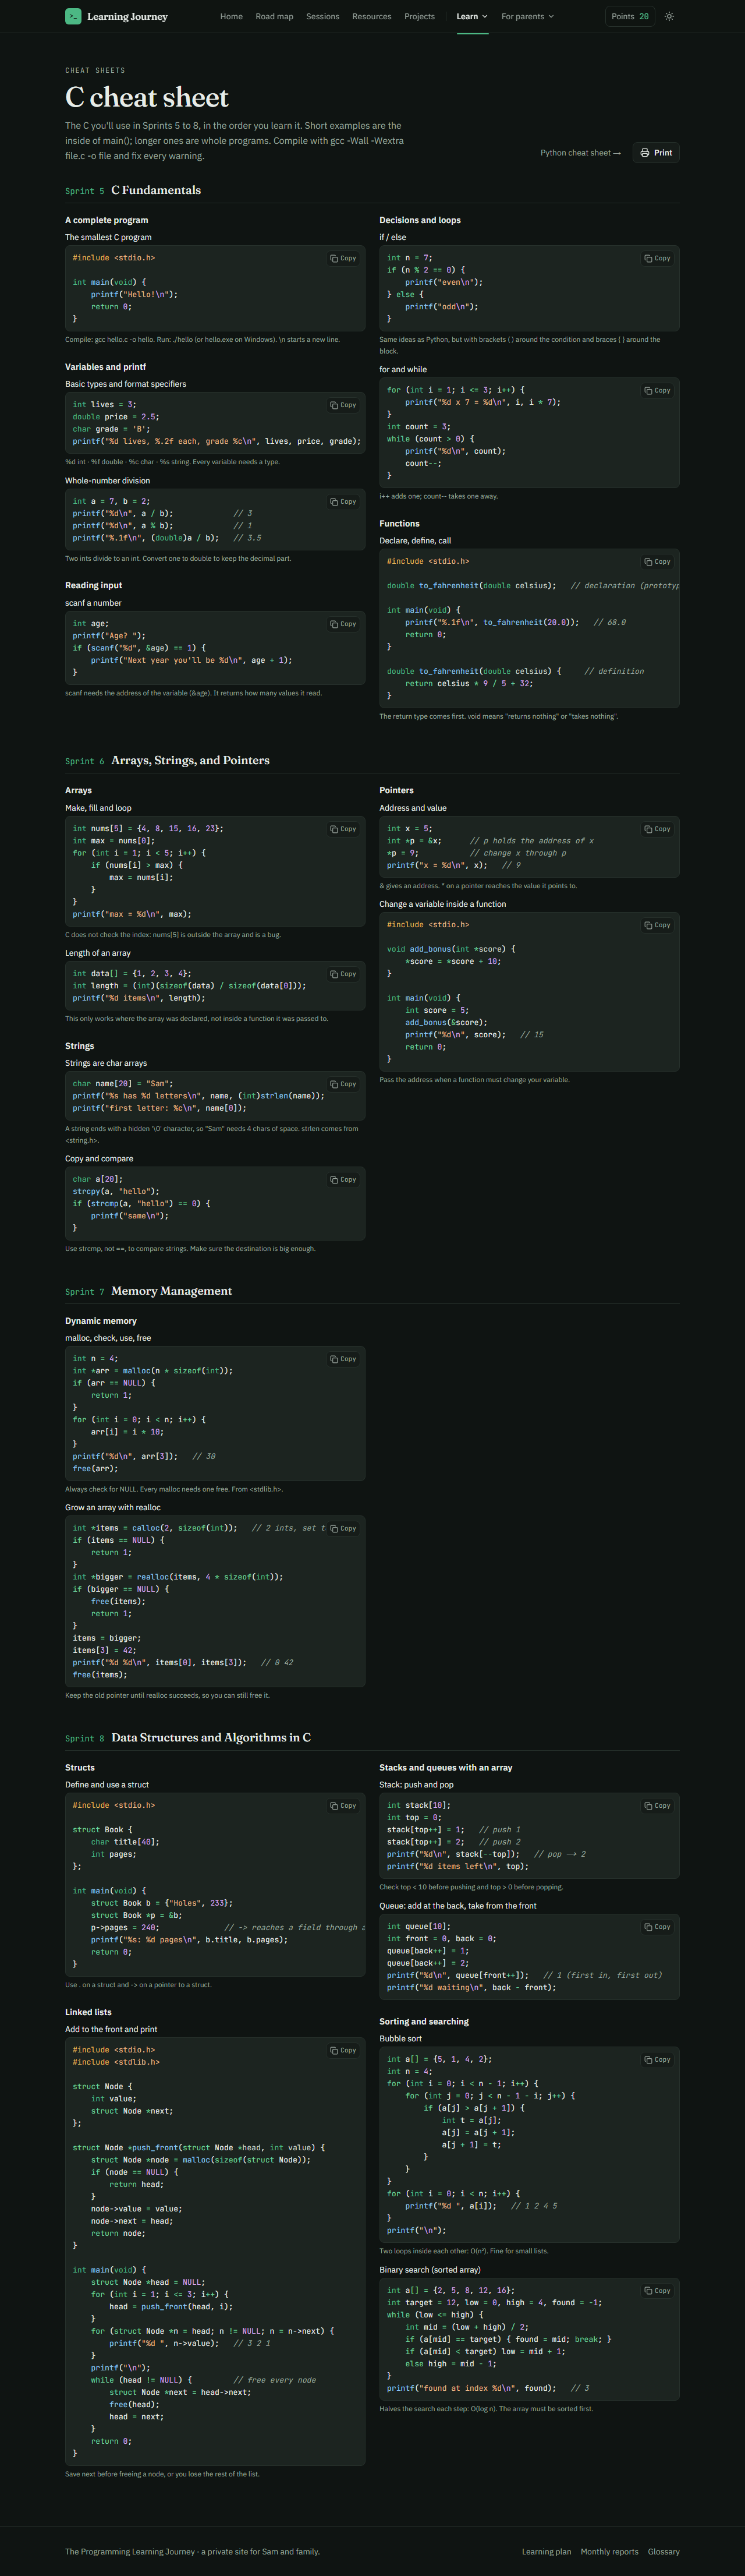 Learning Journey
Home Road map Sessions Resources Projects Learn For parents
Points 20
CHEAT SHEETS
C cheat sheet
The C you'll use in Sprints 5 to 8, in the order you learn it. Short examples are the
inside of main(); longer ones are whole programs. Compile with gcc -Wall -Wextra
file.c -o file and fix every warning.
Python cheat sheet →
Print
Sprint 5 C Fundamentals
A complete program
The smallest C program
Copy
#include <stdio.h>
int main(void) {
    printf("Hello!\n");
    return 0;
}
Compile: gcc hello.c -o hello. Run: ./hello (or hello.exe on Windows). \n starts a new line.
Variables and printf
Basic types and format specifiers
Copy
int lives = 3;
double price = 2.5;
char grade = 'B';
printf("%d lives, %.2f each, grade %c\n", lives, price, grade);
%d int · %f double · %c char · %s string. Every variable needs a type.
Whole-number division
Copy
int a = 7, b = 2;
printf("%d\n", a / b);             // 3
printf("%d\n", a % b);             // 1
printf("%.1f\n", (double)a / b);   // 3.5
Two ints divide to an int. Convert one to double to keep the decimal part.
Reading input
scanf a number
Copy
int age;
printf("Age? ");
if (scanf("%d", &age) == 1) {
    printf("Next year you'll be %d\n", age + 1);
}
scanf needs the address of the variable (&age). It returns how many values it read.
Decisions and loops
if / else
Copy
int n = 7;
if (n % 2 == 0) {
    printf("even\n");
} else {
    printf("odd\n");
}
Same ideas as Python, but with brackets ( ) around the condition and braces { } around the
block.
for and while
Copy
for (int i = 1; i <= 3; i++) {
    printf("%d x 7 = %d\n", i, i * 7);
}
int count = 3;
while (count > 0) {
    printf("%d\n", count);
    count--;
}
i++ adds one; count-- takes one away.
Functions
Declare, define, call
Copy
#include <stdio.h>
double to_fahrenheit(double celsius);   // declaration (prototyp
int main(void) {
    printf("%.1f\n", to_fahrenheit(20.0));   // 68.0
    return 0;
}
double to_fahrenheit(double celsius) {     // definition
    return celsius * 9 / 5 + 32;
}
The return type comes first. void means "returns nothing" or "takes nothing".
Sprint 6 Arrays, Strings, and Pointers
Arrays
Make, fill and loop
Copy
int nums[5] = {4, 8, 15, 16, 23};
int max = nums[0];
for (int i = 1; i < 5; i++) {
    if (nums[i] > max) {
        max = nums[i];
    }
}
printf("max = %d\n", max);
C does not check the index: nums[5] is outside the array and is a bug.
Length of an array
Copy
int data[] = {1, 2, 3, 4};
int length = (int)(sizeof(data) / sizeof(data[0]));
printf("%d items\n", length);
This only works where the array was declared, not inside a function it was passed to.
Strings
Strings are char arrays
Copy
char name[20] = "Sam";
printf("%s has %d letters\n", name, (int)strlen(name));
printf("first letter: %c\n", name[0]);
A string ends with a hidden '\0' character, so "Sam" needs 4 chars of space. strlen comes from
<string.h>.
Copy and compare
Copy
char a[20];
strcpy(a, "hello");
if (strcmp(a, "hello") == 0) {
    printf("same\n");
}
Use strcmp, not ==, to compare strings. Make sure the destination is big enough.
Pointers
Address and value
Copy
int x = 5;
int *p = &x;      // p holds the address of x
*p = 9;           // change x through p
printf("x = %d\n", x);   // 9
& gives an address. * on a pointer reaches the value it points to.
Change a variable inside a function
Copy
#include <stdio.h>
void add_bonus(int *score) {
    *score = *score + 10;
}
int main(void) {
    int score = 5;
    add_bonus(&score);
    printf("%d\n", score);   // 15
    return 0;
}
Pass the address when a function must change your variable.
Sprint 7 Memory Management
Dynamic memory
malloc, check, use, free
Copy
int n = 4;
int *arr = malloc(n * sizeof(int));
if (arr == NULL) {
    return 1;
}
for (int i = 0; i < n; i++) {
    arr[i] = i * 10;
}
printf("%d\n", arr[3]);   // 30
free(arr);
Always check for NULL. Every malloc needs one free. From <stdlib.h>.
Grow an array with realloc
Copy
int *items = calloc(2, sizeof(int));   // 2 ints, set t
if (items == NULL) {
    return 1;
}
int *bigger = realloc(items, 4 * sizeof(int));
if (bigger == NULL) {
    free(items);
    return 1;
}
items = bigger;
items[3] = 42;
printf("%d %d\n", items[0], items[3]);   // 0 42
free(items);
Keep the old pointer until realloc succeeds, so you can still free it.
Sprint 8 Data Structures and Algorithms in C
Structs
Define and use a struct
Copy
#include <stdio.h>
struct Book {
    char title[40];
    int pages;
};
int main(void) {
    struct Book b = {"Holes", 233};
    struct Book *p = &b;
    p->pages = 240;              // -> reaches a field through a
    printf("%s: %d pages\n", b.title, b.pages);
    return 0;
}
Use . on a struct and -> on a pointer to a struct.
Linked lists
Add to the front and print
Copy
#include <stdio.h>
#include <stdlib.h>
struct Node {
    int value;
    struct Node *next;
};
struct Node *push_front(struct Node *head, int value) {
    struct Node *node = malloc(sizeof(struct Node));
    if (node == NULL) {
        return head;
    }
    node->value = value;
    node->next = head;
    return node;
}
int main(void) {
    struct Node *head = NULL;
    for (int i = 1; i <= 3; i++) {
        head = push_front(head, i);
    }
    for (struct Node *n = head; n != NULL; n = n->next) {
        printf("%d ", n->value);   // 3 2 1
    }
    printf("\n");
    while (head != NULL) {         // free every node
        struct Node *next = head->next;
        free(head);
        head = next;
    }
    return 0;
}
Save next before freeing a node, or you lose the rest of the list.
Stacks and queues with an array
Stack: push and pop
Copy
int stack[10];
int top = 0;
stack[top++] = 1;   // push 1
stack[top++] = 2;   // push 2
printf("%d\n", stack[--top]);   // pop --> 2
printf("%d items left\n", top);
Check top < 10 before pushing and top > 0 before popping.
Queue: add at the back, take from the front
Copy
int queue[10];
int front = 0, back = 0;
queue[back++] = 1;
queue[back++] = 2;
printf("%d\n", queue[front++]);   // 1 (first in, first out)
printf("%d waiting\n", back - front);
Sorting and searching
Bubble sort
Copy
int a[] = {5, 1, 4, 2};
int n = 4;
for (int i = 0; i < n - 1; i++) {
    for (int j = 0; j < n - 1 - i; j++) {
        if (a[j] > a[j + 1]) {
            int t = a[j];
            a[j] = a[j + 1];
            a[j + 1] = t;
        }
    }
}
for (int i = 0; i < n; i++) {
    printf("%d ", a[i]);   // 1 2 4 5
}
printf("\n");
Two loops inside each other: O(n²). Fine for small lists.
Binary search (sorted array)
Copy
int a[] = {2, 5, 8, 12, 16};
int target = 12, low = 0, high = 4, found = -1;
while (low <= high) {
    int mid = (low + high) / 2;
    if (a[mid] == target) { found = mid; break; }
    if (a[mid] < target) low = mid + 1;
    else high = mid - 1;
}
printf("found at index %d\n", found);   // 3
Halves the search each step: O(log n). The array must be sorted first.
The Programming Learning Journey · a private site for Sam and family.
Learning plan Monthly reports Glossary